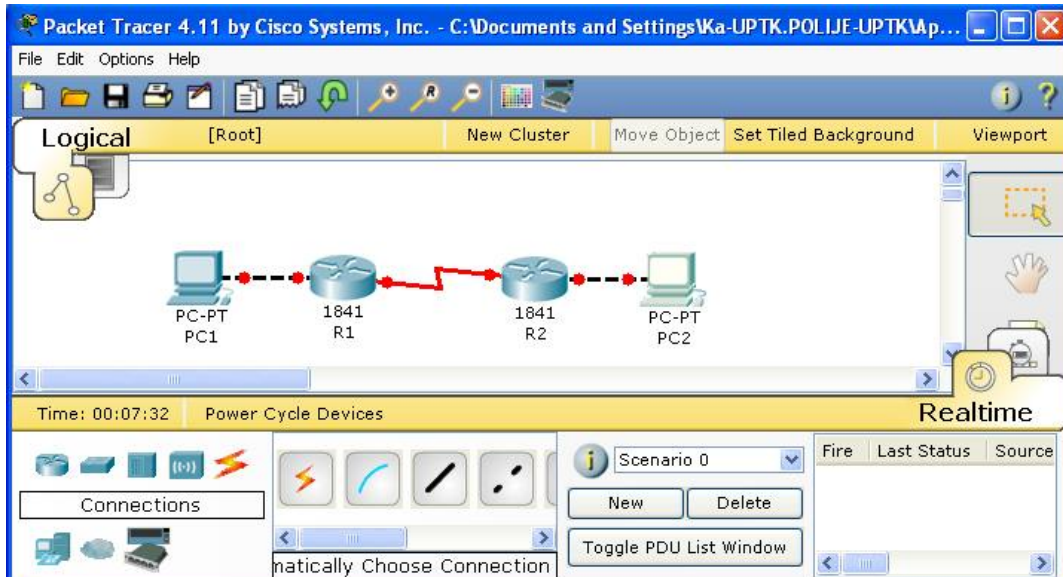 Packet Tracer 4.11 by Cisco Systems, Inc. - C:\Documents and Settings\Ka-UPTK.POLIJE-UPTK\Ap...
File Edit Options Help
Logical [Root] New Cluster Move Object Set Tiled Background Viewport
PC-PT
PC1
1841
R1
1841
R2
PC-PT
PC2
Time: 00:07:32 Power Cycle Devices Realtime
Connections
Scenario 0
New Delete
Toggle PDU List Window
Fire Last Status Source
matically Choose Connection